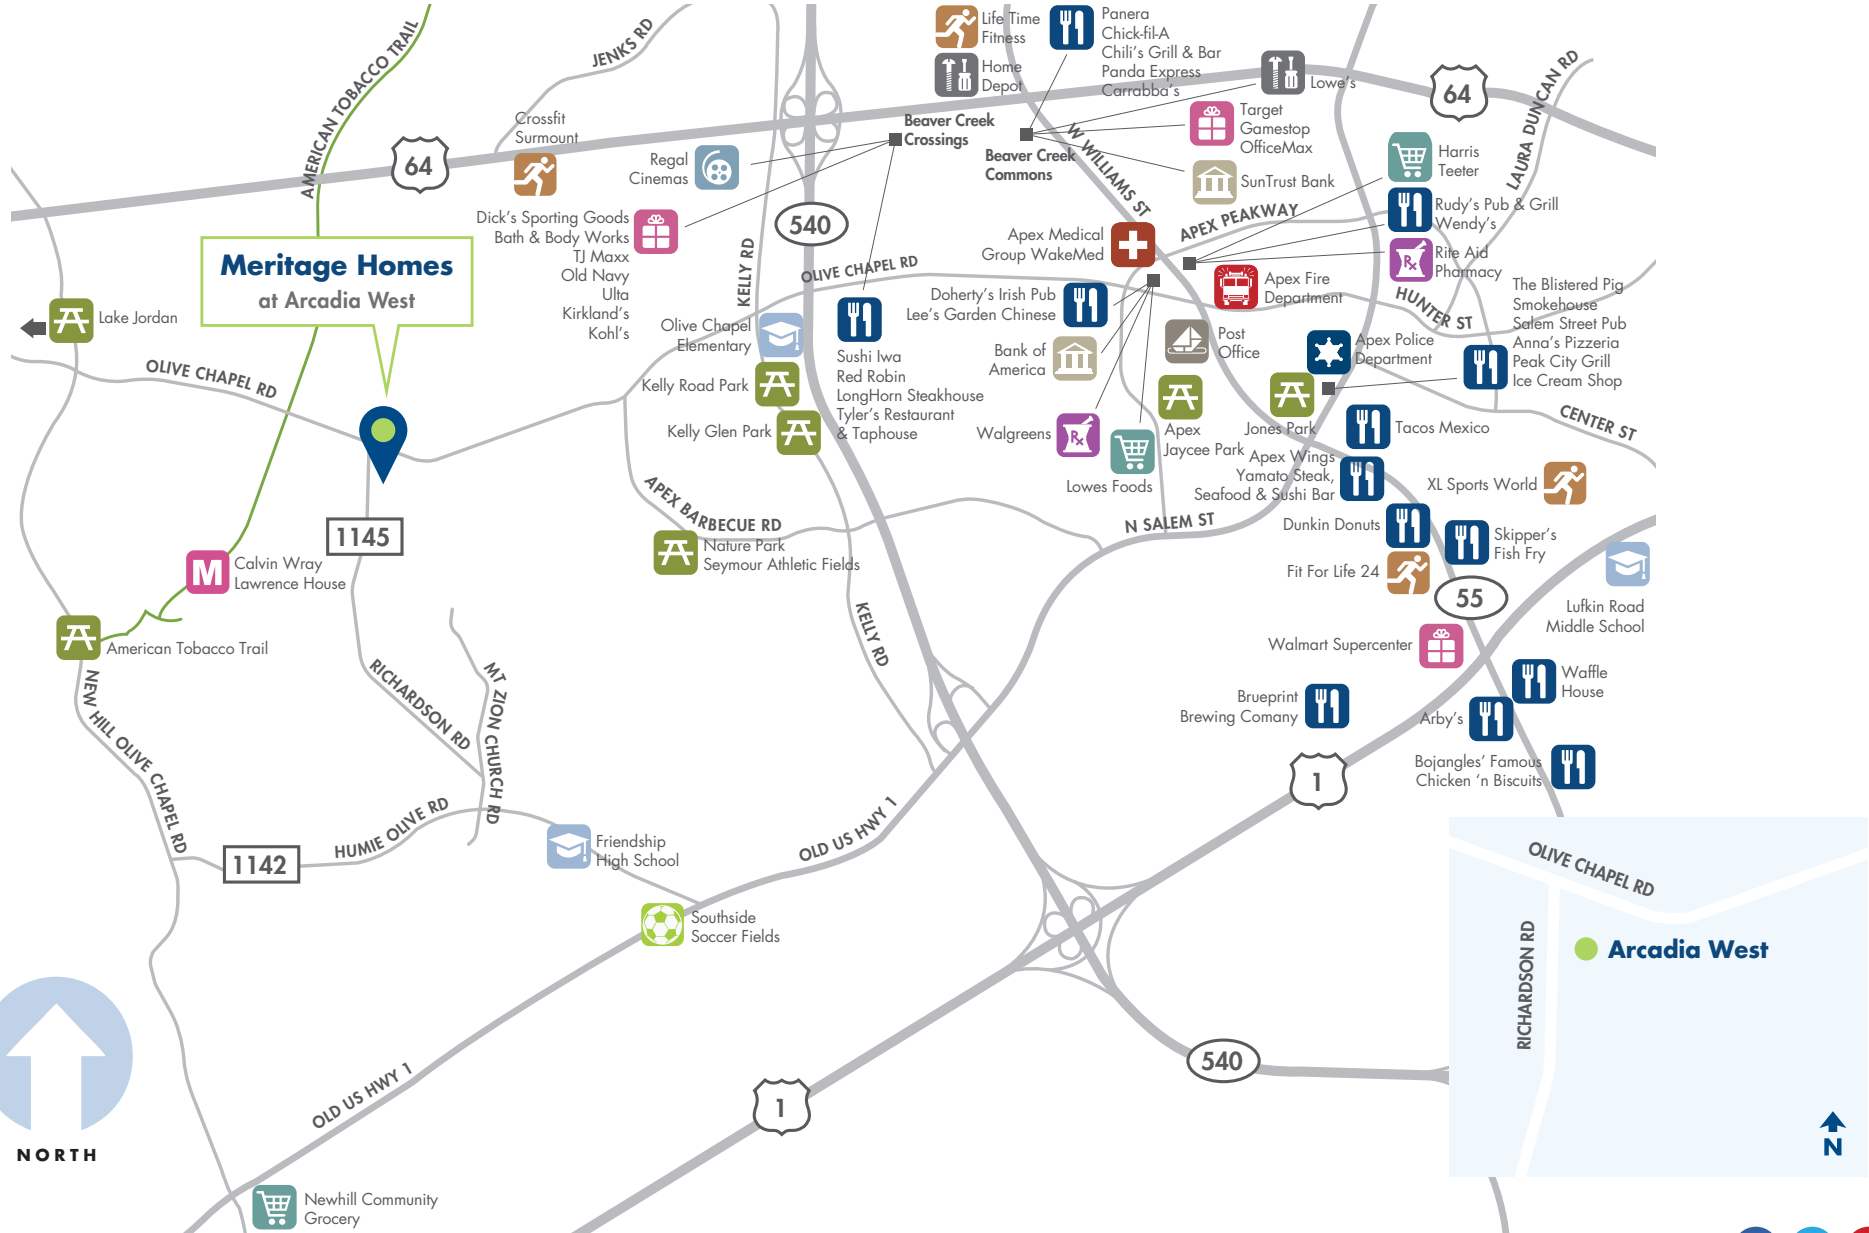 AMERICAN TOBACCO TRAIL
JENKS RD
Life Time
Fitness
Home
Depot
Panera
Chick-fil-A
Chili's Grill & Bar
Panda Express
Carrabba's
Lowe's
64
LAURA DUNCAN RD
Crossfit
Surmount
64
Regal
Cinemas
Beaver Creek
Crossings
Beaver Creek
Commons
W WILLIAMS ST
Target
Gamestop
OfficeMax
SunTrust Bank
Harris
Teeter
Rudy's Pub & Grill
Wendy's
Rx
Rite Aid
Pharmacy
Dick's Sporting Goods
Bath & Body Works
TJ Maxx
Old Navy
Ulta
Kirkland's
Kohl's
540
KELLY RD
OLIVE CHAPEL RD
APEX PEAKWAY
Apex Medical
Group WakeMed
Apex Fire
Department
HUNTER ST
Meritage Homes
at Arcadia West
Lake Jordan
OLIVE CHAPEL RD
Olive Chapel
Elementary
Kelly Road Park
Kelly Glen Park
Sushi Iwa
Red Robin
LongHorn Steakhouse
Tyler's Restaurant
& Taphouse
Doherty's Irish Pub
Lee's Garden Chinese
Bank of
America
Walgreens
Rx
Lowes Foods
Post
Office
Apex
Jaycee Park
Apex Police
Department
Jones Park
The Blistered Pig
Smokehouse
Salem Street Pub
Anna's Pizzeria
Peak City Grill
Ice Cream Shop
CENTER ST
Tacos Mexico
Apex Wings
Yamato Steak,
Seafood & Sushi Bar
XL Sports World
Dunkin Donuts
Skipper's
Fish Fry
Fit For Life 24
55
Lufkin Road
Middle School
N SALEM ST
APEX BARBECUE RD
Nature Park
Seymour Athletic Fields
1145
M
Calvin Wray
Lawrence House
American Tobacco Trail
KELLY RD
Walmart Supercenter
Waffle
House
Brueprint
Brewing Comany
Arby's
Bojangles' Famous
Chicken 'n Biscuits
1
NEW HILL OLIVE CHAPEL RD
RICHARDSON RD
MT ZION CHURCH RD
HUMIE OLIVE RD
1142
Friendship
High School
OLD US HWY 1
Southside
Soccer Fields
OLD US HWY 1
1
540
NORTH
Newhill Community
Grocery
OLIVE CHAPEL RD
RICHARDSON RD
Arcadia West
N